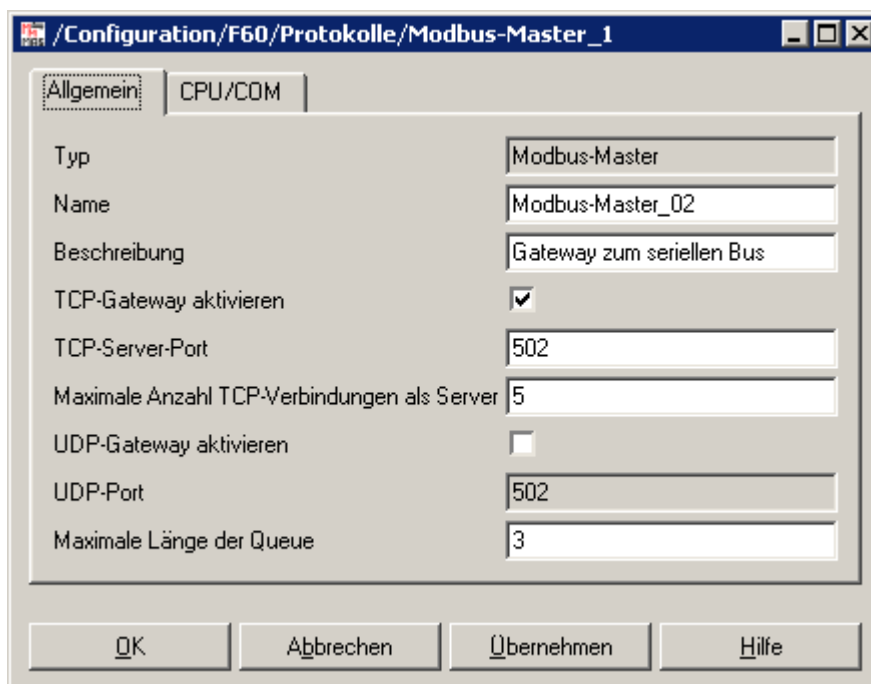 /Configuration/F60/Protokolle/Modbus-Master_1
Allgemein CPU/COM
Typ Modbus-Master
Name Modbus-Master_02
Beschreibung Gateway zum seriellen Bus
TCP-Gateway aktivieren
TCP-Server-Port 502
Maximale Anzahl TCP-Verbindungen als Server 5
UDP-Gateway aktivieren
UDP-Port 502
Maximale Länge der Queue 3
OK Abbrechen Übernehmen Hilfe